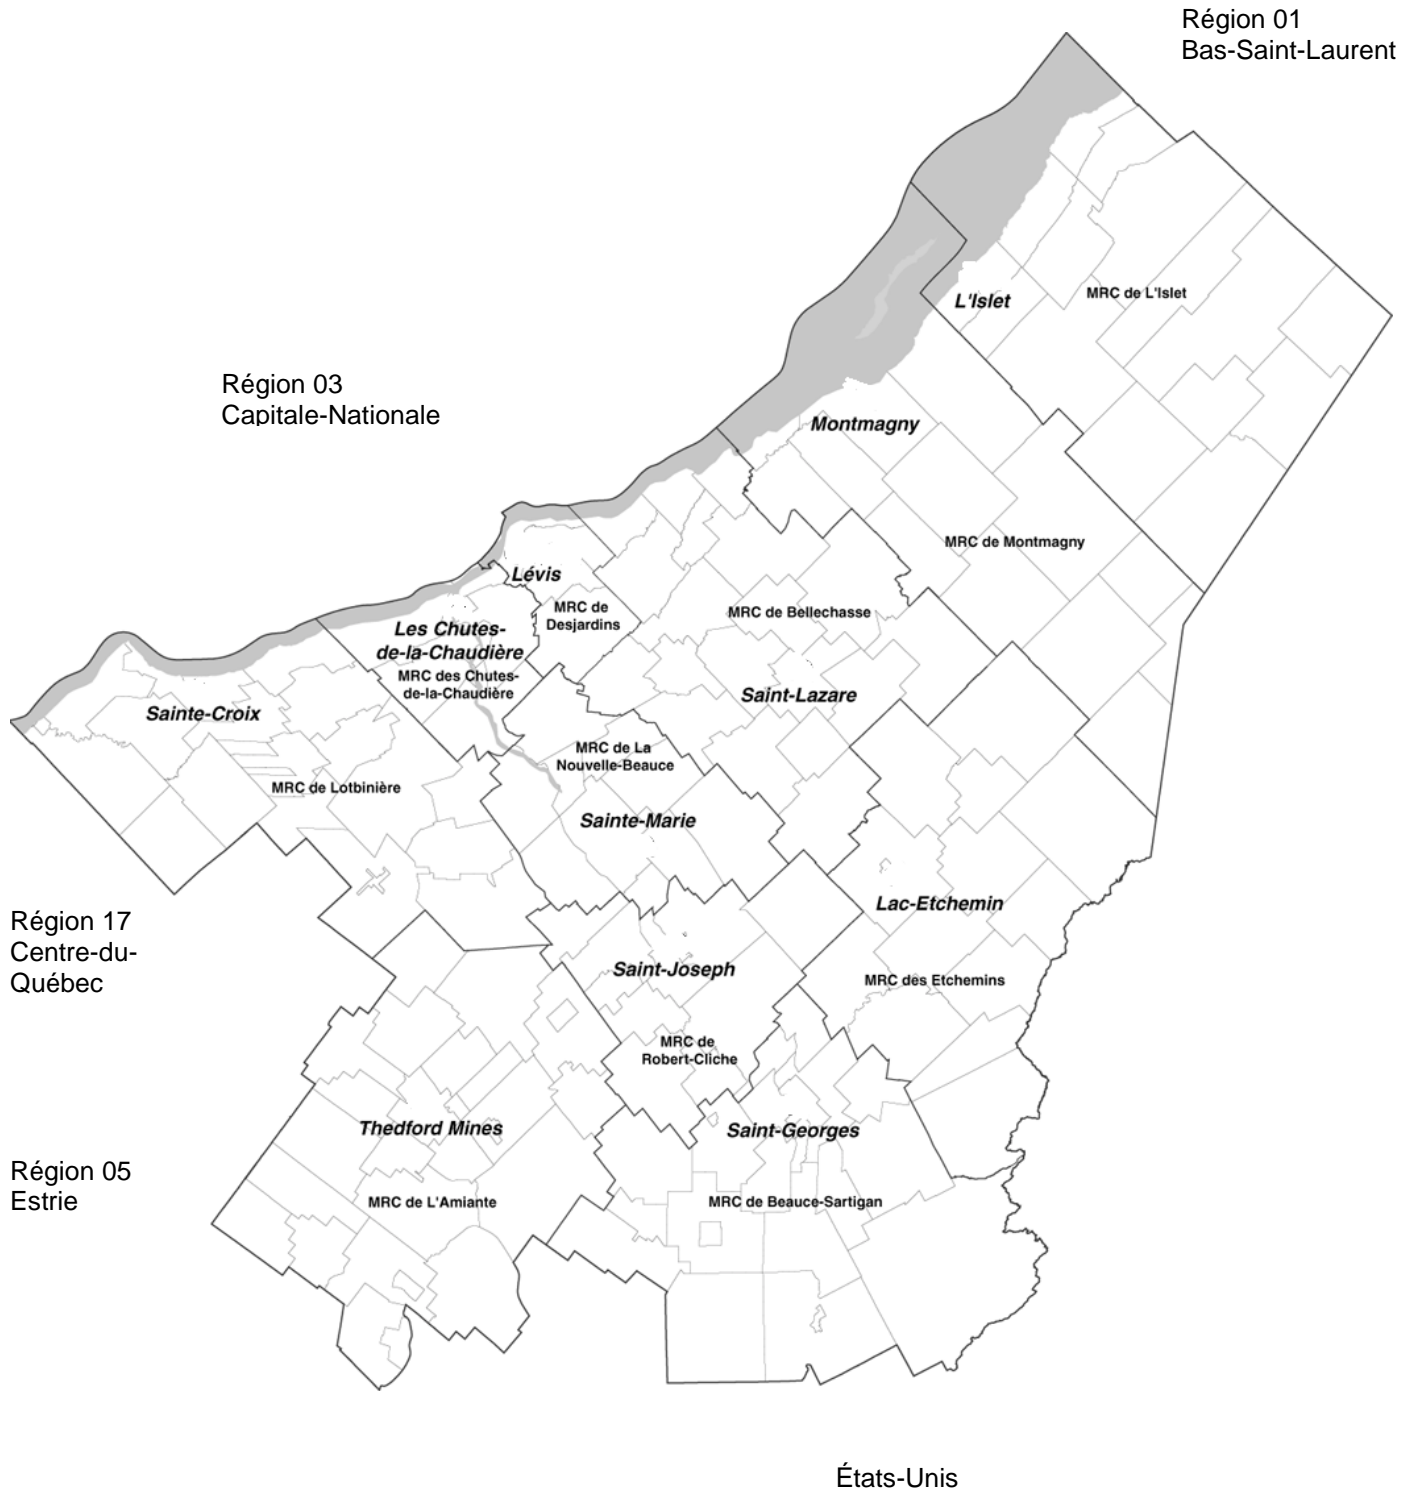 Région 01
Bas-Saint-Laurent
L'Islet
MRC de L'Islet
Région 03
Capitale-Nationale
Montmagny
MRC de Montmagny
Lévis
MRC de
Desjardins
MRC de Bellechasse
Les Chutes-
de-la-Chaudière
MRC des Chutes-
de-la-Chaudière
Saint-Lazare
Sainte-Croix
MRC de La
Nouvelle-Beauce
MRC de Lotbinière
Sainte-Marie
Lac-Etchemin
Région 17
Centre-du-
Québec
Saint-Joseph
MRC des Etchemins
MRC de
Robert-Cliche
Thedford Mines
Saint-Georges
Région 05
Estrie
MRC de L'Amiante
MRC de Beauce-Sartigan
États-Unis